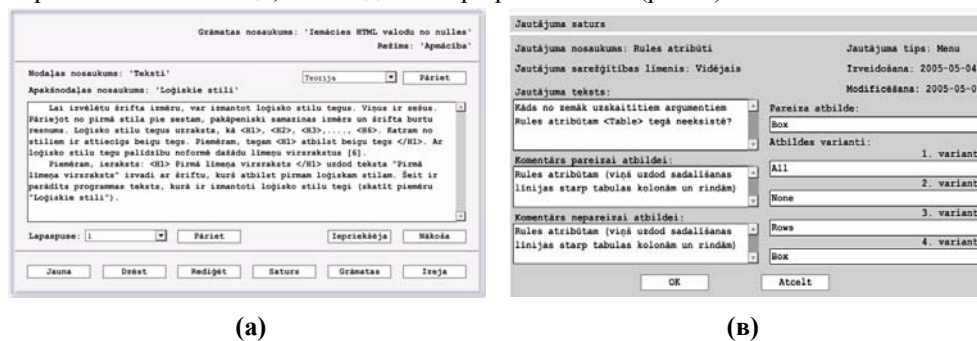 Grāmatas nosaukums: 'Iemācies HTML valodu no nulles'
Režīms: 'Apmācība'
Nodaļas nosaukums: 'Teksti'
Teorija
Pāriet
Apakšnodaļas nosaukums: 'Loģiskie stili'
Lai izvēlētu šrifta izmēru, var izmantot loģisko stilu tegus. Viņus ir sešus.
Pārejot no pirmā stila pie sestam, pakāpeniski samazinas izmērs un šrifta burtu
resnums. Loģisko stilu tegus uzraksta, kā <H1>, <H2>, <H3>,...., <H6>. Katram no
stiliem ir attiecīgs beigu tegs. Piemēram, tegam <H1> atbilst beigu tegs </H1>. Ar
loģisko stilu tegu palīdzību noformē dažādu līmeņu virsrakstus [6].
Piemēram, ieraksts: <H1> Pirmā līmeņa virsraksts </H1> uzdod teksta "Pirmā
līmeņa virsraksts" izvadi ar šriftu, kurš atbilst pirmam loģiskam stilam. Šeit ir
parādīts programmas teksts, kurā ir izmantoti loģisko stilu tegi (skatīt piemēru
"Loģiskie stili").
Lapaspuse: 1
Pāriet
Iepriekšēja
Nākoša
Jauna
Dzēst
Rediģēt
Saturs
Grāmatas
Izeja
(a)
Jautājuma saturs
Jautājuma nosaukums: Rules atribūti
Jautājuma tips: Menu
Jautājuma sarežģītības līmenis: Vidējais
Izveidošana: 2005-05-04
Jautājuma teksts:
Modificēšana: 2005-05-0
Kāds no zemāk uzskaitītiem argumentiem
Rules atribūtam <Table> tegā neeksistē?
Pareiza atbilde:
Box
Atbildes varianti:
1. variant
All
Komentārs pareizai atbildei:
Rules atribūtam (viņš uzdod sadalīšanas
līnijas starp tabulas kolonām un rindām)
2. variant
None
3. variant
Rows
Komentārs nepareizai atbildei:
Rules atribūtam (viņš uzdod sadalīšanas
līnijas starp tabulas kolonām un rindām)
4. variant
Box
OK
Atcelt
(в)